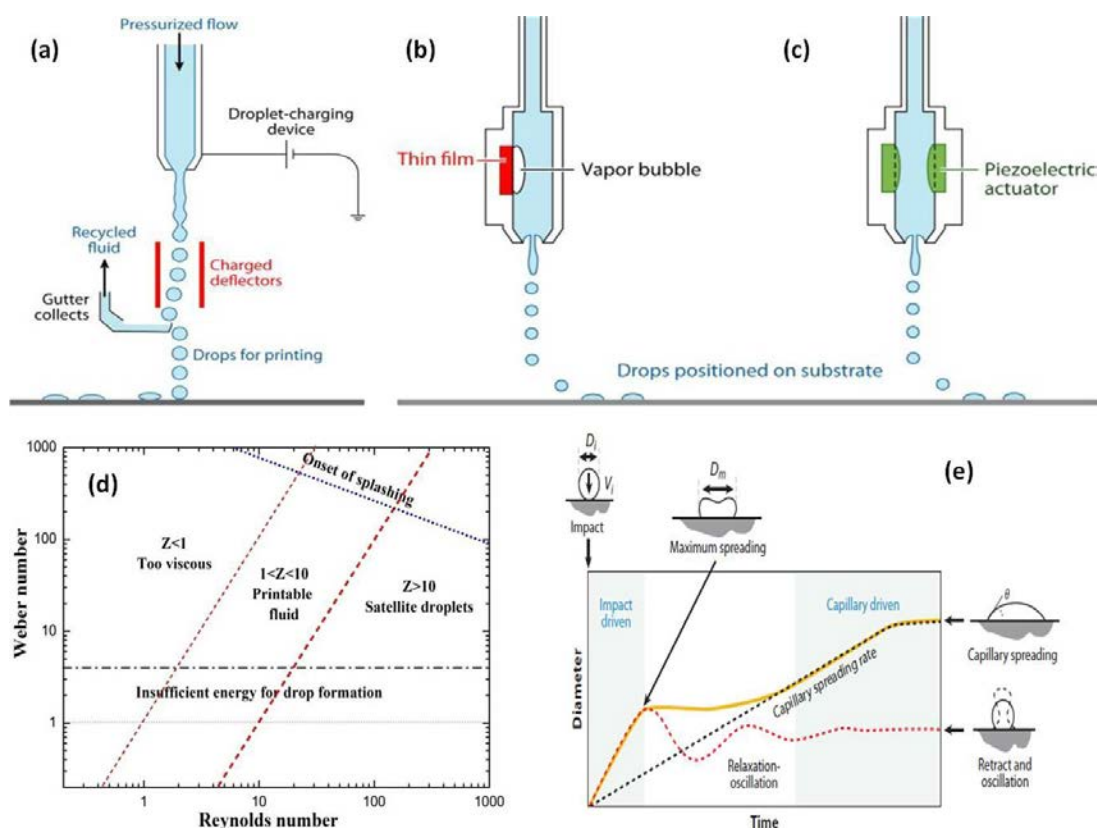 (a)
Pressurized flow
Droplet-charging
device
Recycled
fluid
Charged
deflectors
Gutter
collects
Drops for printing
(b)
Thin film
Vapor bubble
(c)
Piezoelectric
actuator
Drops positioned on substrate
(d)
Weber number
1000
100
10
1
Onset of splashing
Z<1
Too viscous
1<Z<10
Printable
fluid
Z>10
Satellite droplets
Insufficient energy for drop formation
1
10
100
1000
Reynolds number
(e)
Di
Vi
Impact
Dm
Maximum spreading
Impact
driven
Capillary driven
Capillary spreading rate
Relaxation-
oscillation
Diameter
Time
θ
Capillary spreading
Retract and
oscillation